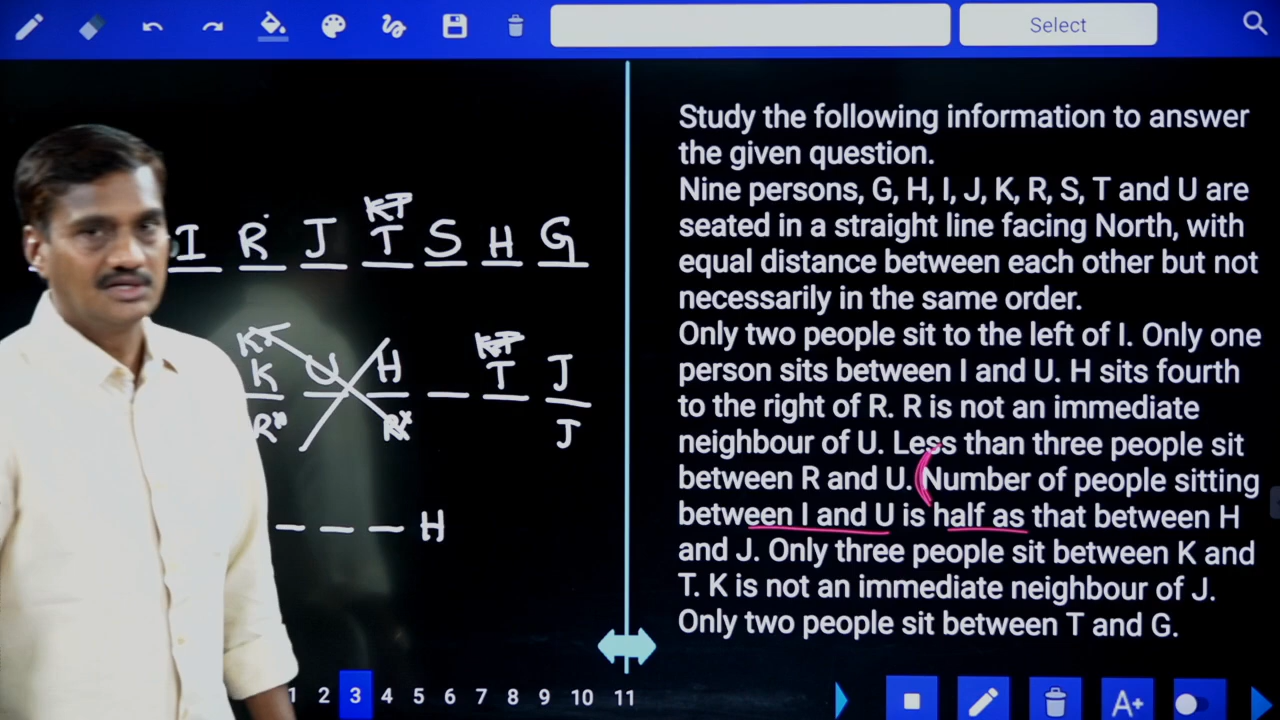 Select
Study the following information to answer
the given question.
Nine persons, G, H, I, J, K, R, S, T and U are
seated in a straight line facing North, with
equal distance between each other but not
necessarily in the same order.
Only two people sit to the left of I. Only one
person sits between I and U. H sits fourth
to the right of R. R is not an immediate
neighbour of U. Less than three people sit
between R and U. Number of people sitting
between I and U is half as that between H
and J. Only three people sit between K and
T. K is not an immediate neighbour of J.
Only two people sit between T and G.
KT
I R J T S H G
KT KT
K U H T J
R* R* J
H
1 2 3 4 5 6 7 8 9 10 11
A+